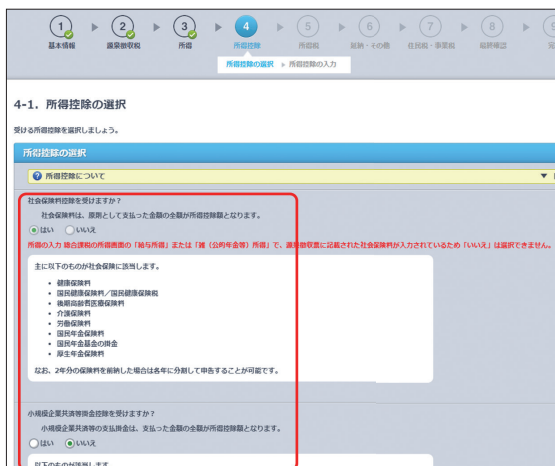 1 2 3 4 5 6 7 8 9
基本情報 源泉徴収税 所得 所得控除 所得税 結納・その他 住民税・事業税 最終確認 完
所得控除の選択 所得控除の入力
4-1. 所得控除の選択
受ける所得控除を選択しましょう。
所得控除の選択
? 所得控除について ▼
社会保険料控除を受けますか?
社会保険料は、原則として支払った金額の全額が所得控除額となります。
はい いいえ
所得の入力 総合課税の所得画面の「給与所得」または「雑(公的年金等)所得」で、源泉徴収票に記載された社会保険料が入力されているため「いいえ」は選択できません。
主に以下のものが社会保険に該当します。
• 健康保険料
• 国民健康保険料/国民健康保険税
• 後期高齢者医療保険料
• 介護保険料
• 労働保険料
• 国民年金保険料
• 国民年金基金の掛金
• 厚生年金保険料
なお、2年分の保険料を前納した場合は各年に分割して申告することが可能です。
小規模企業共済等掛金控除を受けますか?
小規模企業共済等の支払掛金は、支払った金額の全額が所得控除額となります。
はい いいえ
以下のものが該当します